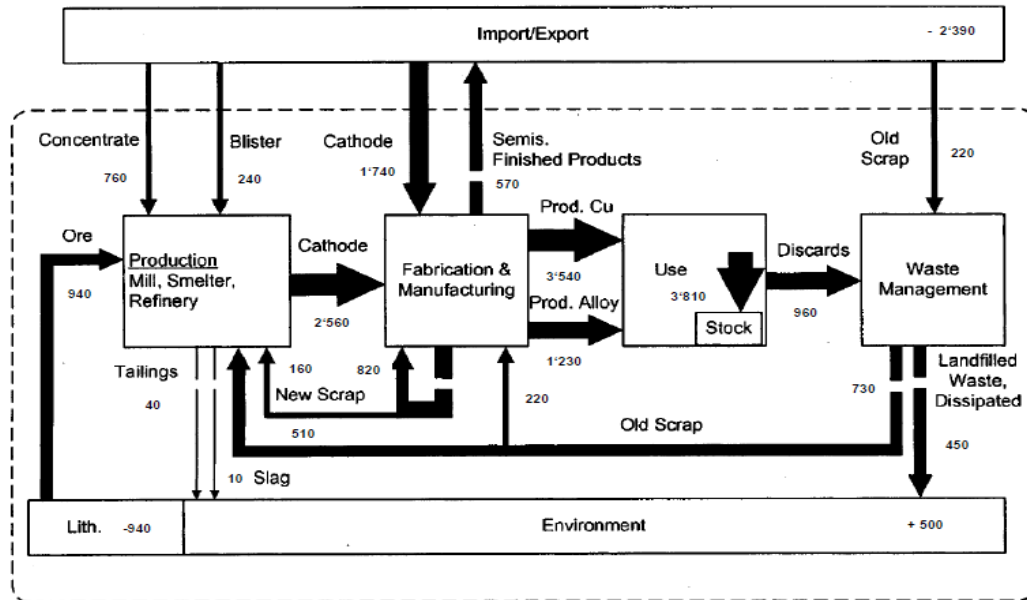 Import/Export
- 2'390
Concentrate
760
Blister
240
Cathode
1'740
Semis.
Finished Products
570
Old
Scrap
220
Ore
940
Production
Mill, Smelter,
Refinery
Cathode
2'560
Fabrication &
Manufacturing
Prod. Cu
3'540
Prod. Alloy
1'230
Use
3'810
Stock
Discards
960
Waste
Management
Tailings
40
160
New Scrap
510
820
220
Old Scrap
730
Landfilled
Waste,
Dissipated
450
10
Slag
Lith.
-940
Environment
+ 500